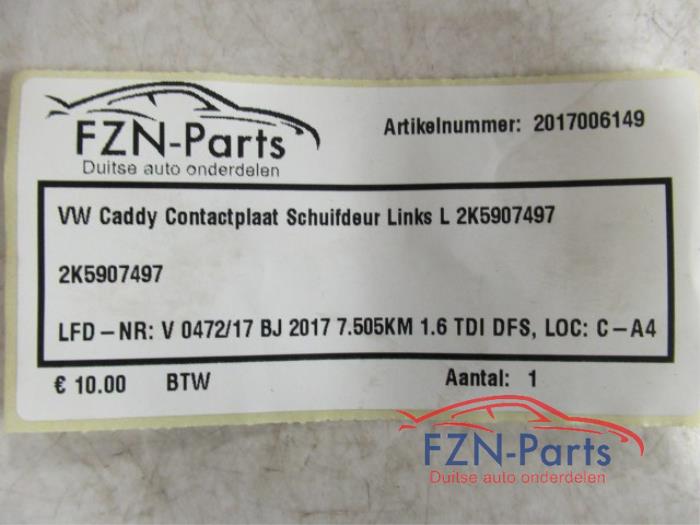 FZN-Parts
Duitse auto onderdelen
Artikelnummer: 2017006149
VW Caddy Contactplaat Schuifdeur Links L 2K5907497
2K5907497
LFD-NR: V 0472/17 BJ 2017 7.505KM 1.6 TDI DFS, LOC: C-A4
€ 10.00 BTW Aantal: 1
FZN-Parts
Duitse auto onderdelen